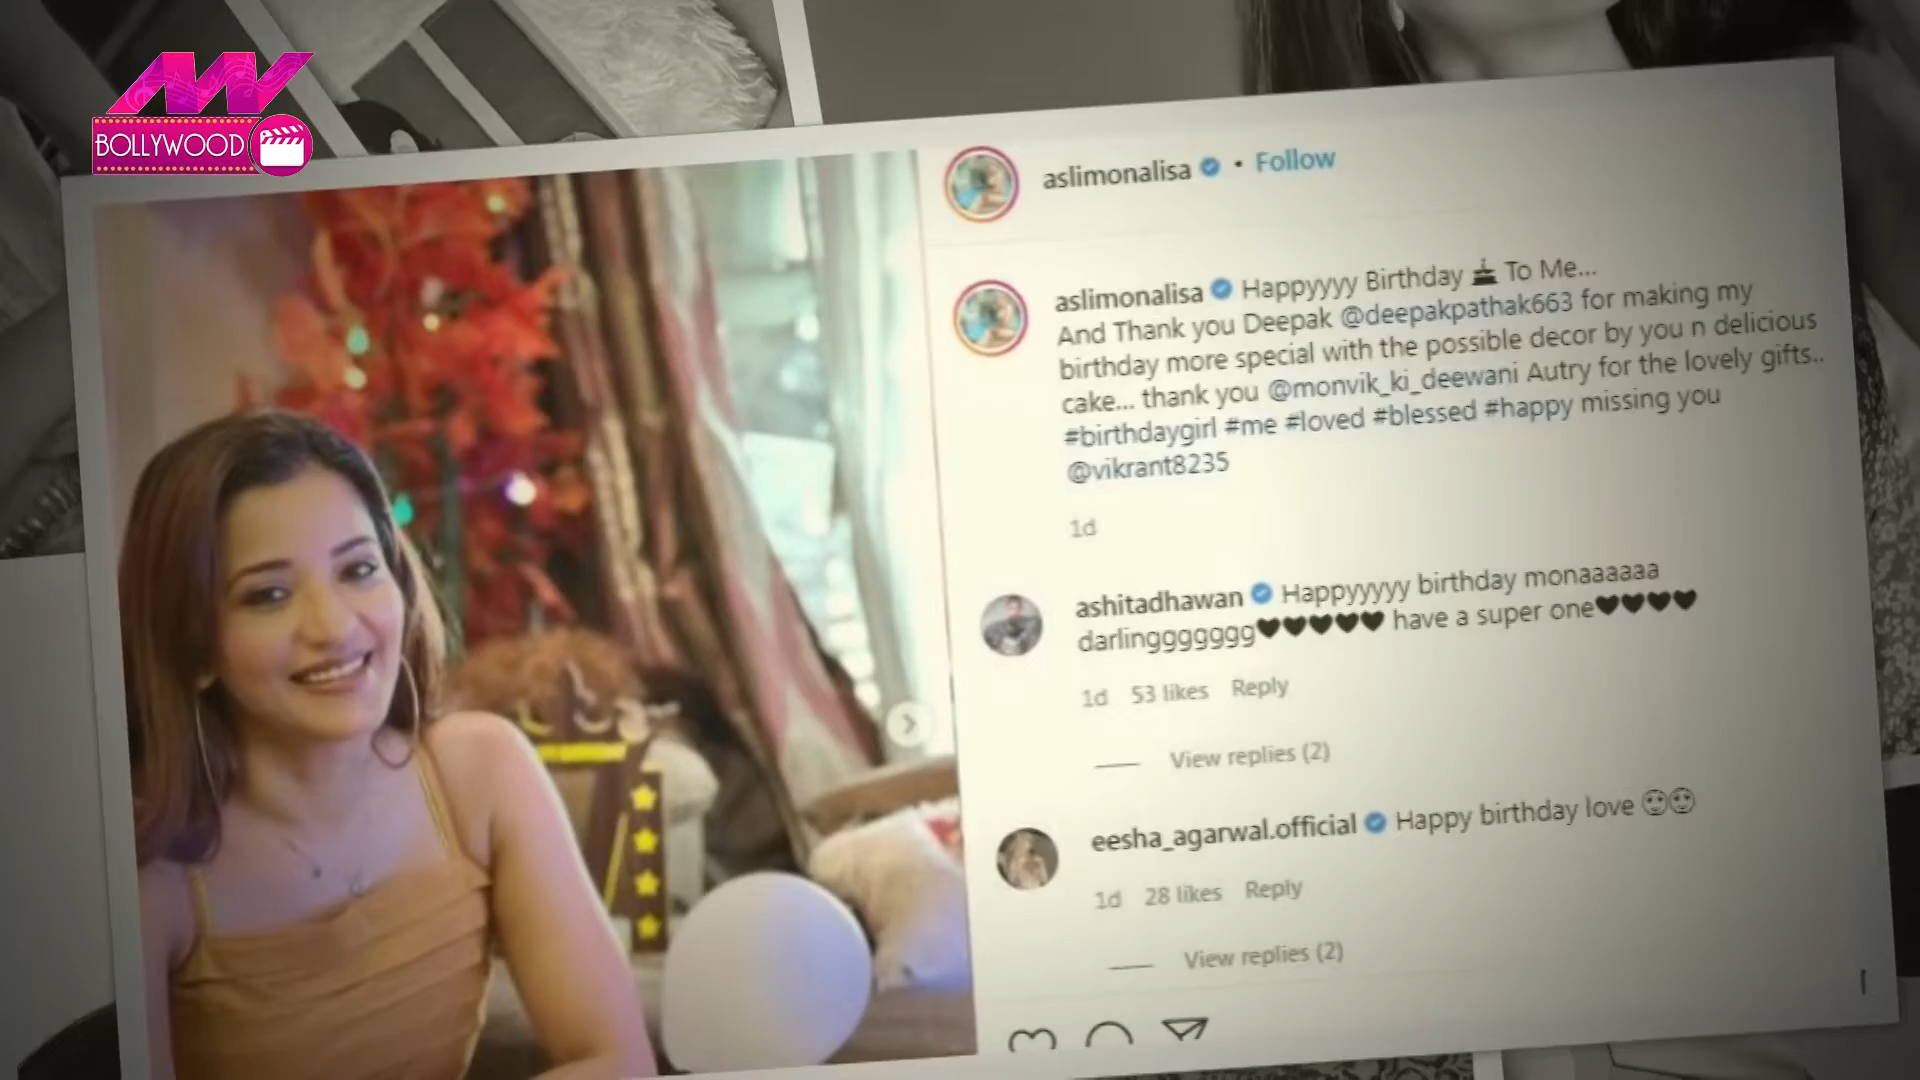 BOLLYWOOD
aslimonalisa • Follow
aslimonalisa Happyyyy Birthday 🎂 To Me...
And Thank you Deepak @deepakpathak663 for making my
birthday more special with the possible decor by you n delicious
cake... thank you @monvik_ki_deewani Autry for the lovely gifts..
#birthdaygirl #me #loved #blessed #happy missing you
@vikrant8235
1d
ashitadhawan Happyyyyy birthday monaaaaaa
darlingggggggg🖤🖤🖤🖤🖤 have a super one🖤🖤🖤🖤
1d 53 likes Reply
View replies (2)
eesha_agarwal.official Happy birthday love 🥰🥰
1d 28 likes Reply
View replies (2)